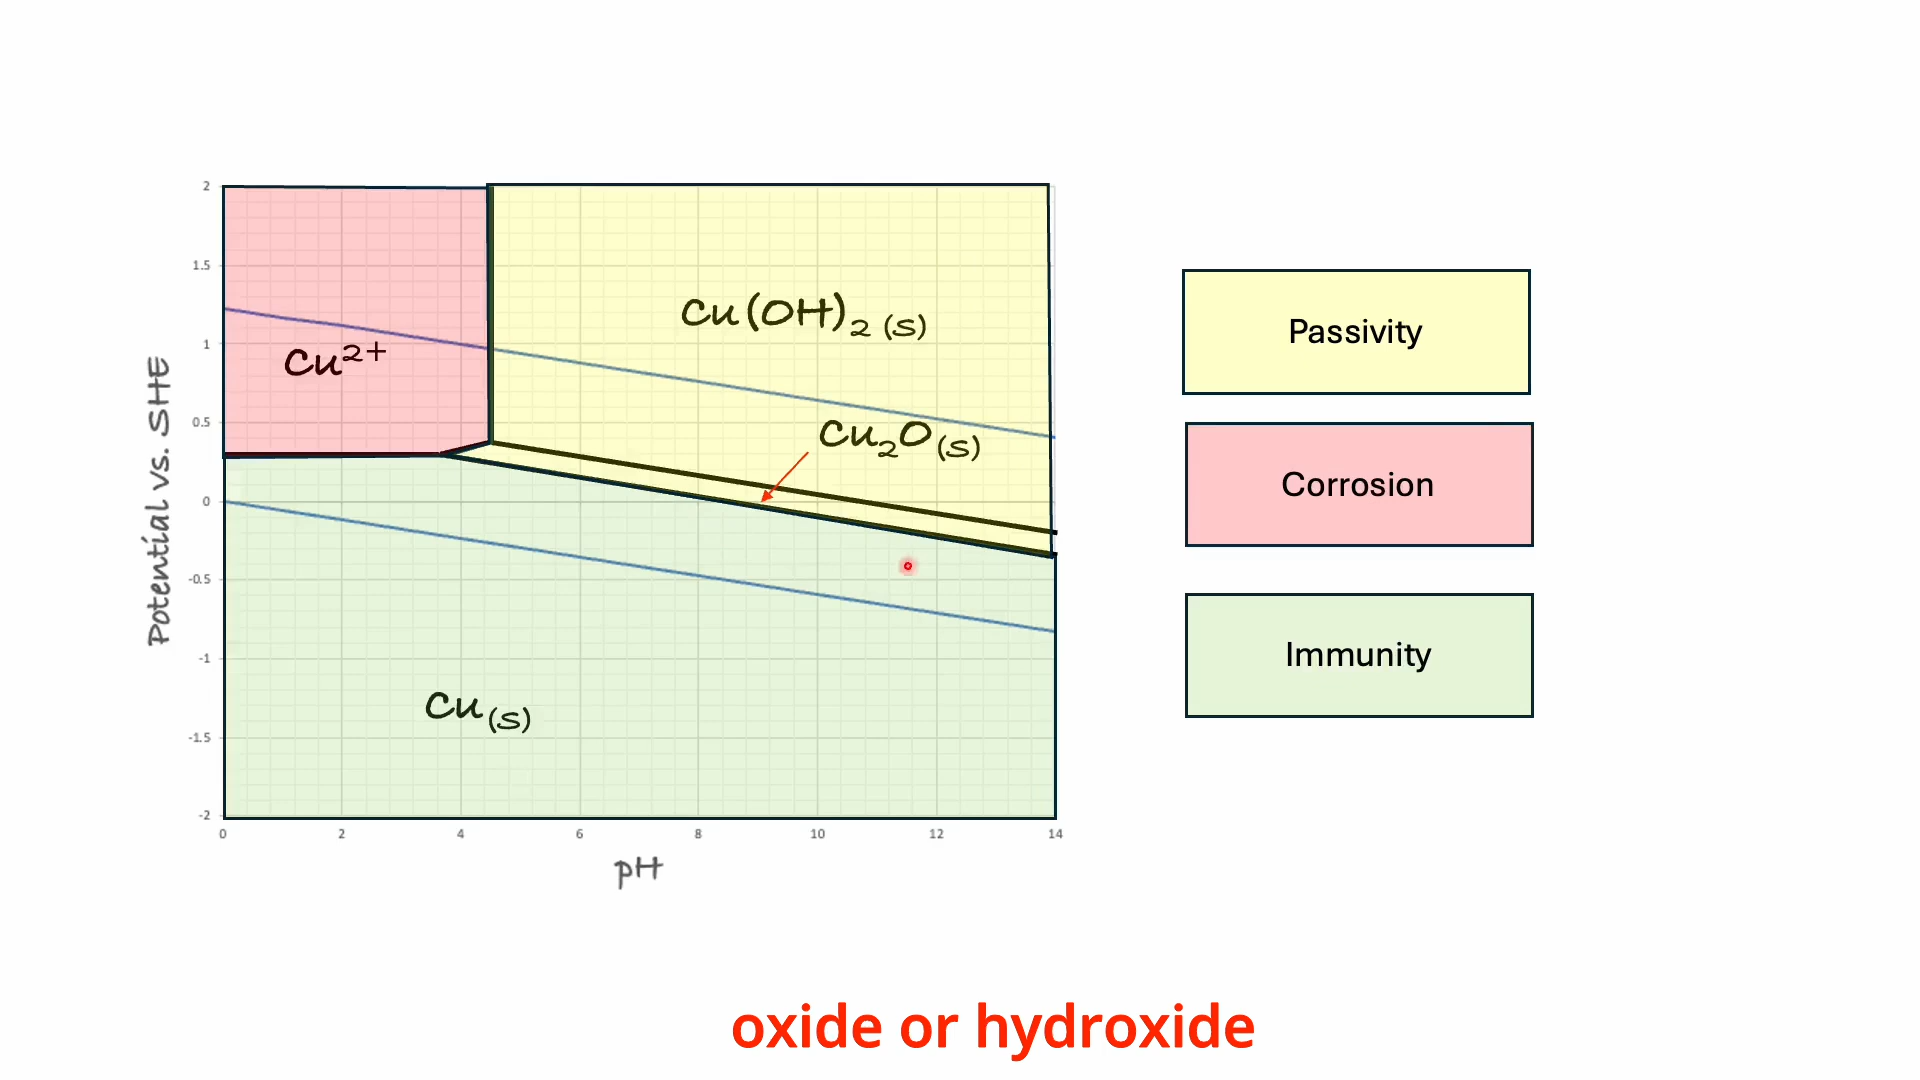 2
1.5
1
0.5
0
-0.5
-1
-1.5
-2
0 2 4 6 8 10 12 14
Potential vs. SHE
pH
Cu²⁺
Cu(OH)₂ (s)
Cu₂O (s)
Cu (s)
Passivity
Corrosion
Immunity
oxide or hydroxide